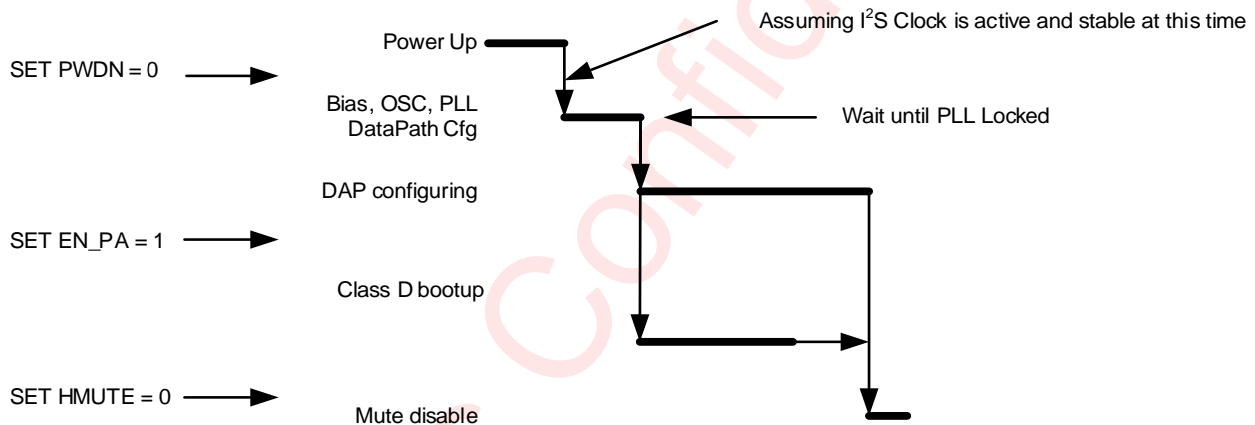 Assuming I²S Clock is active and stable at this time
Power Up
SET PWDN = 0
Bias, OSC, PLL
DataPath Cfg
Wait until PLL Locked
DAP configuring
SET EN_PA = 1
Class D bootup
SET HMUTE = 0
Mute disable